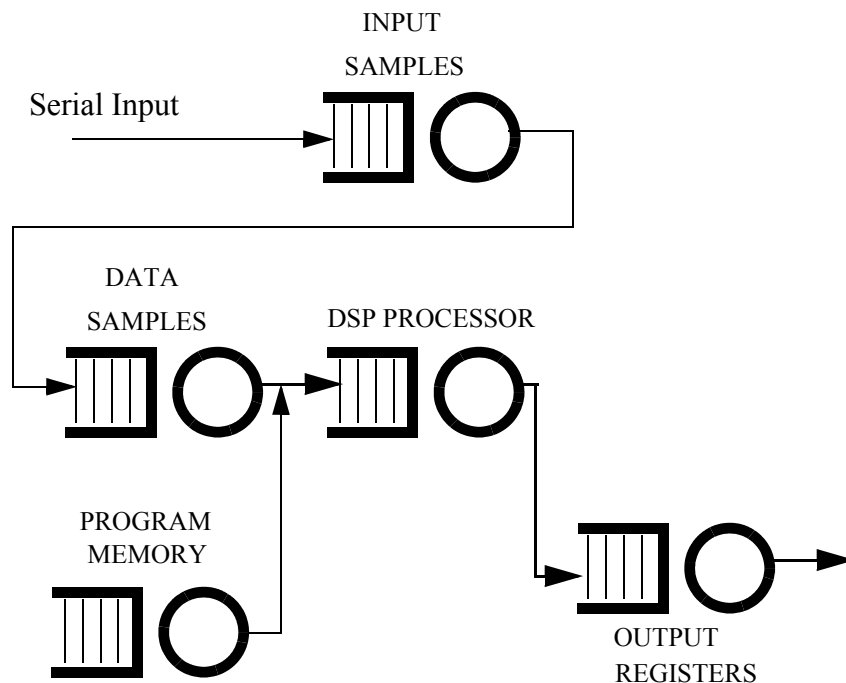 INPUT
SAMPLES
Serial Input
DATA
SAMPLES
DSP PROCESSOR
PROGRAM
MEMORY
OUTPUT
REGISTERS